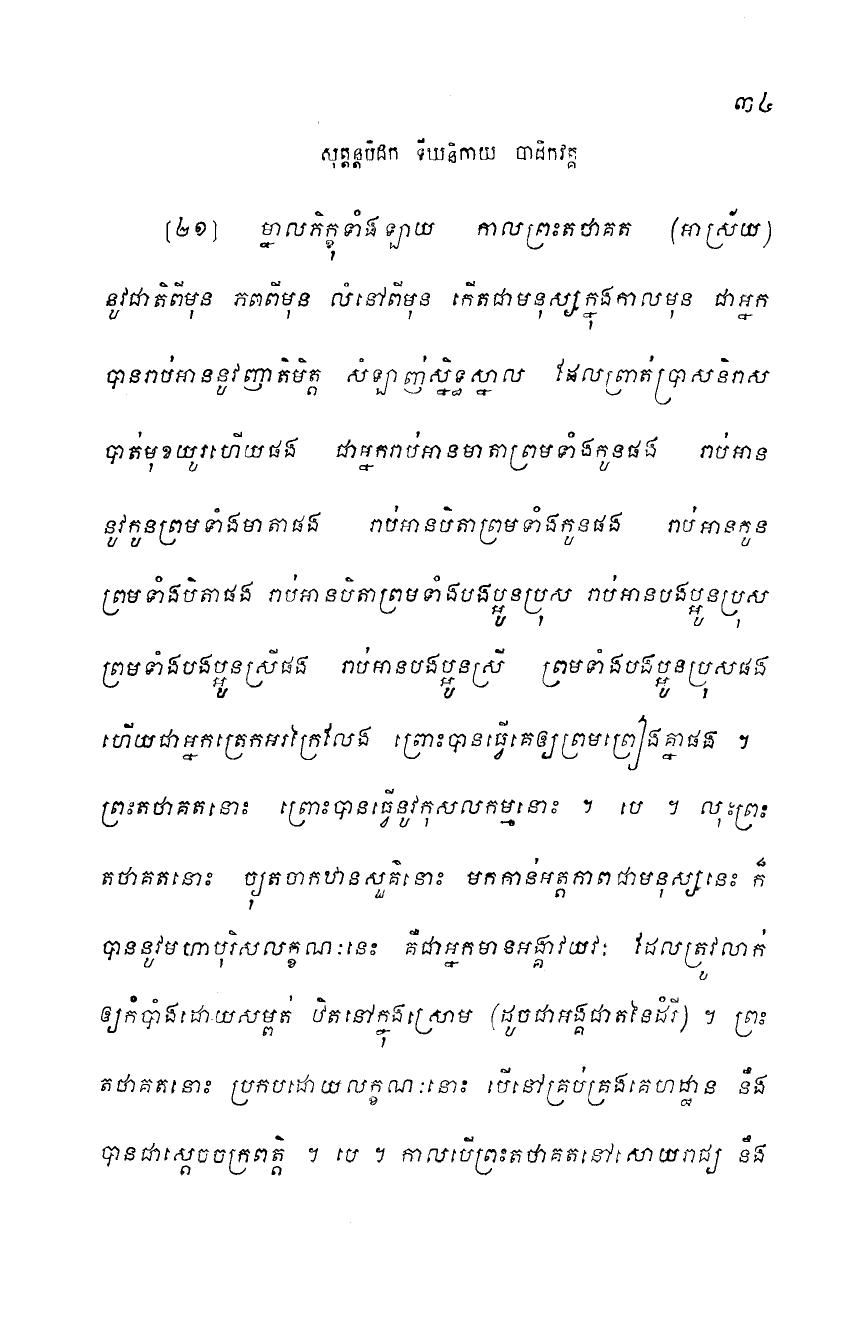 ៣៤
សុត្តន្តបិដក ទីឃនិកាយ បាដិកវគ្គ
[២១] ម្នាលភិក្ខុទាំងឡាយ កាលព្រះតថាគត (អាស្រ័យ)
នូវជាតិពីមុន ភពពីមុន លំនៅពីមុន កើតជាមនុស្សក្នុងកាលមុន ជាអ្នក
បានរាប់អាននូវញាតិមិត្ត សំឡាញ់ស្និទ្ធស្នាល ដែលព្រាត់ប្រាសនិរាស
បាត់មុខយូរហើយផង ជាអ្នករាប់អានមាតាព្រមទាំងកូនផង រាប់អាន
នូវកូនព្រមទាំងមាតាផង រាប់អានបិតាព្រមទាំងកូនផង រាប់អានកូន
ព្រមទាំងបិតាផង រាប់អានបិតាព្រមទាំងបងប្អូនប្រុស រាប់អានបងប្អូនប្រុស
ព្រមទាំងបងប្អូនស្រីផង រាប់អានបងប្អូនស្រី ព្រមទាំងបងប្អូនប្រុសផង
ហើយជាអ្នកត្រេកអរក្រៃលែង ព្រោះបានធ្វើគេឲ្យព្រមព្រៀងគ្នាផង ។
ព្រះតថាគតនោះ ព្រោះបានធ្វើនូវកុសលកម្មនោះ ។ បេ ។ លុះព្រះ
តថាគតនោះ ច្យុតចាកឋានសួគ៌នោះ មកកាន់អត្តភាពជាមនុស្សនេះ ក៏
បាននូវមហាបុរិសលក្ខណៈនេះ គឺជាអ្នកមានអង្គាវយវៈ ដែលត្រូវលាក់
ឲ្យកំបាំងដោយសម្ពត់ ឋិតនៅក្នុងស្រោម (ដូចជាអង្គជាតនៃដំរី) ។ ព្រះ
តថាគតនោះ ប្រកបដោយលក្ខណៈនោះ បើនៅគ្រប់គ្រងគេហដ្ឋាន នឹង
បានជាស្តេចចក្រពត្តិ ។ បេ ។ កាលបើព្រះតថាគតនៅសោយរាជ្យ នឹង